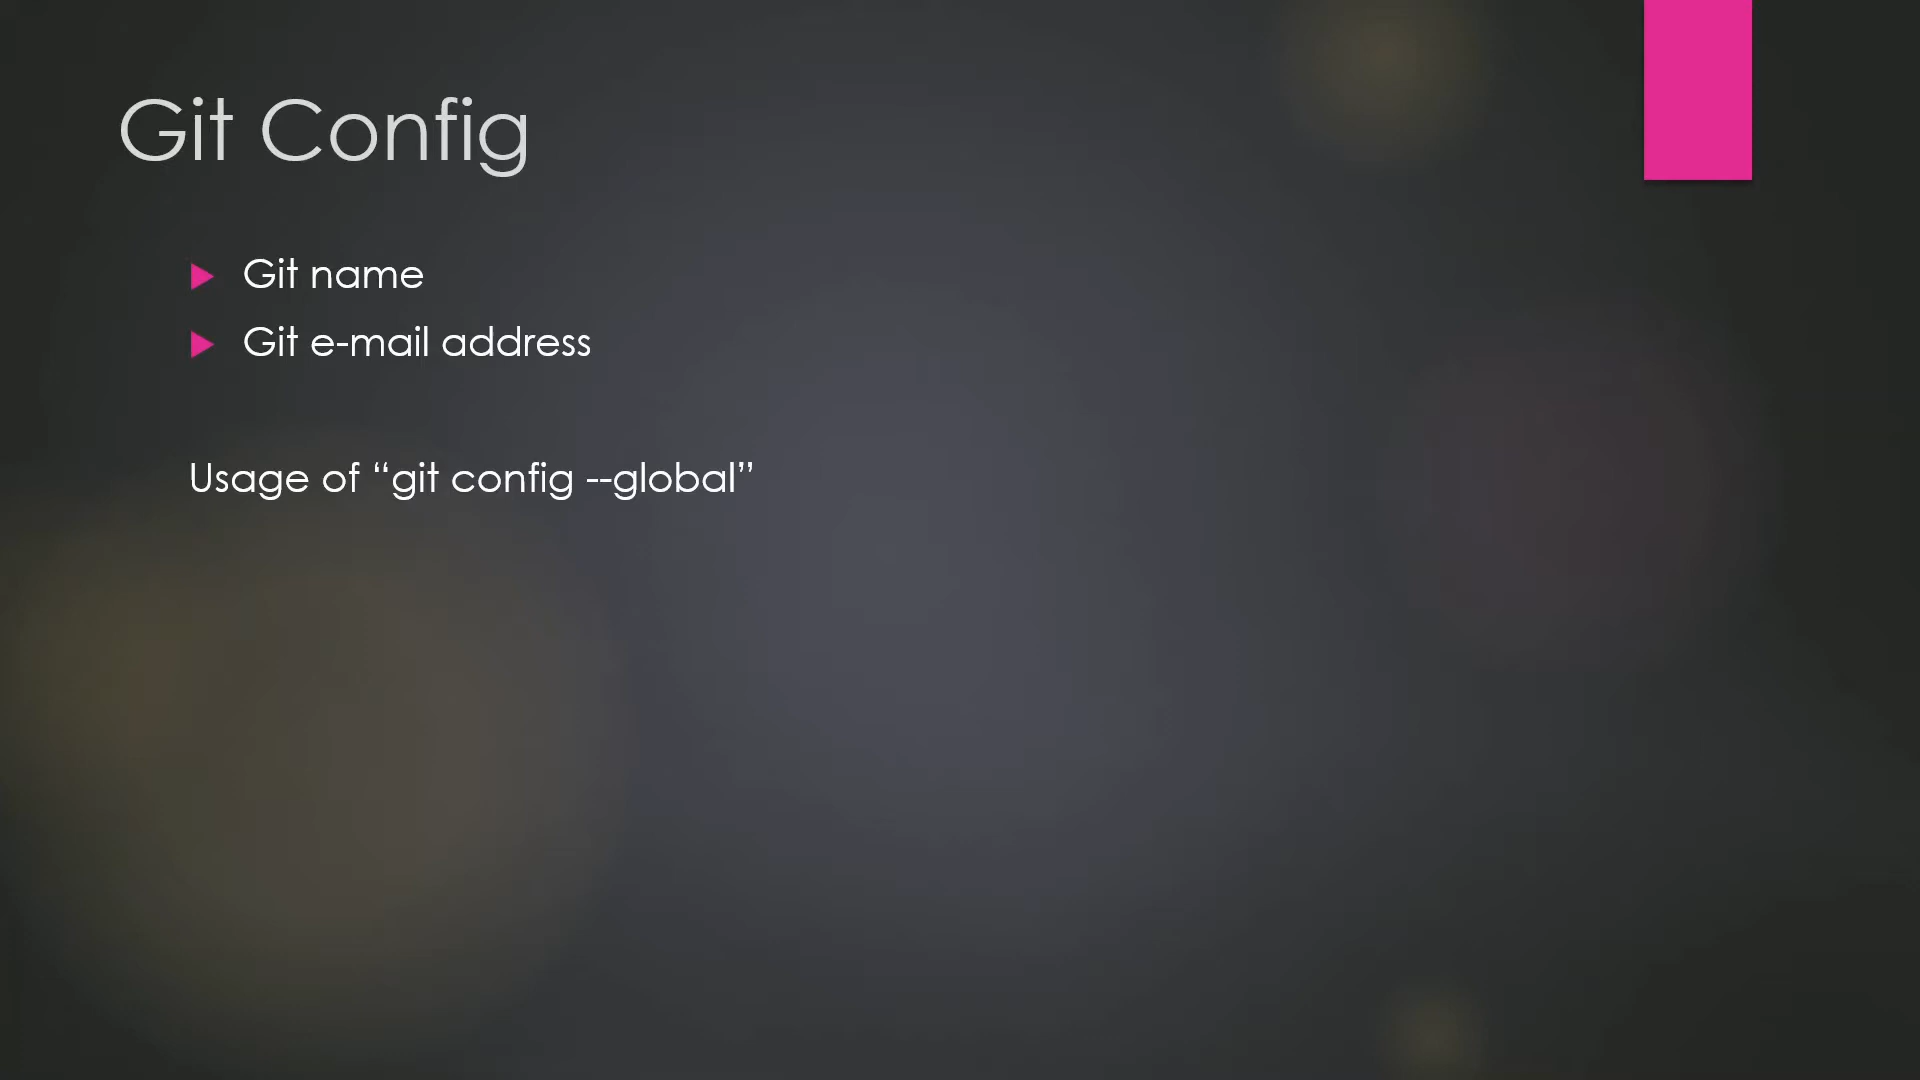 Git Config
Git name
Git e-mail address
Usage of “git config --global”